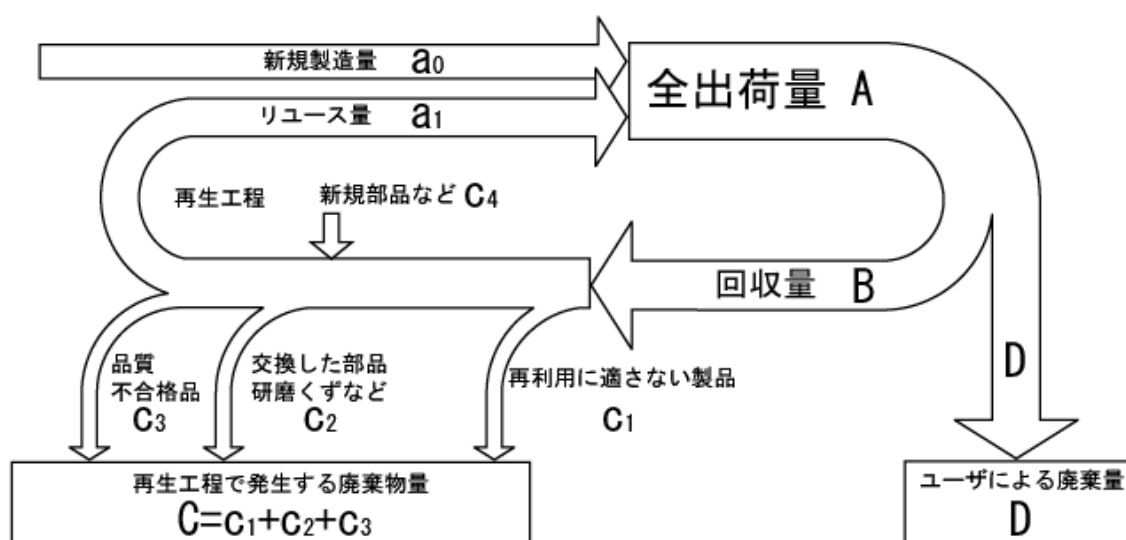 新規製造量 a0
リユース量 a1
全出荷量 A
再生工程
新規部品など C4
回収量 B
品質
不合格品
C3
交換した部品
研磨くずなど
C2
再利用に適さない製品
C1
D
再生工程で発生する廃棄物量
C=C1+C2+C3
ユーザによる廃棄量
D